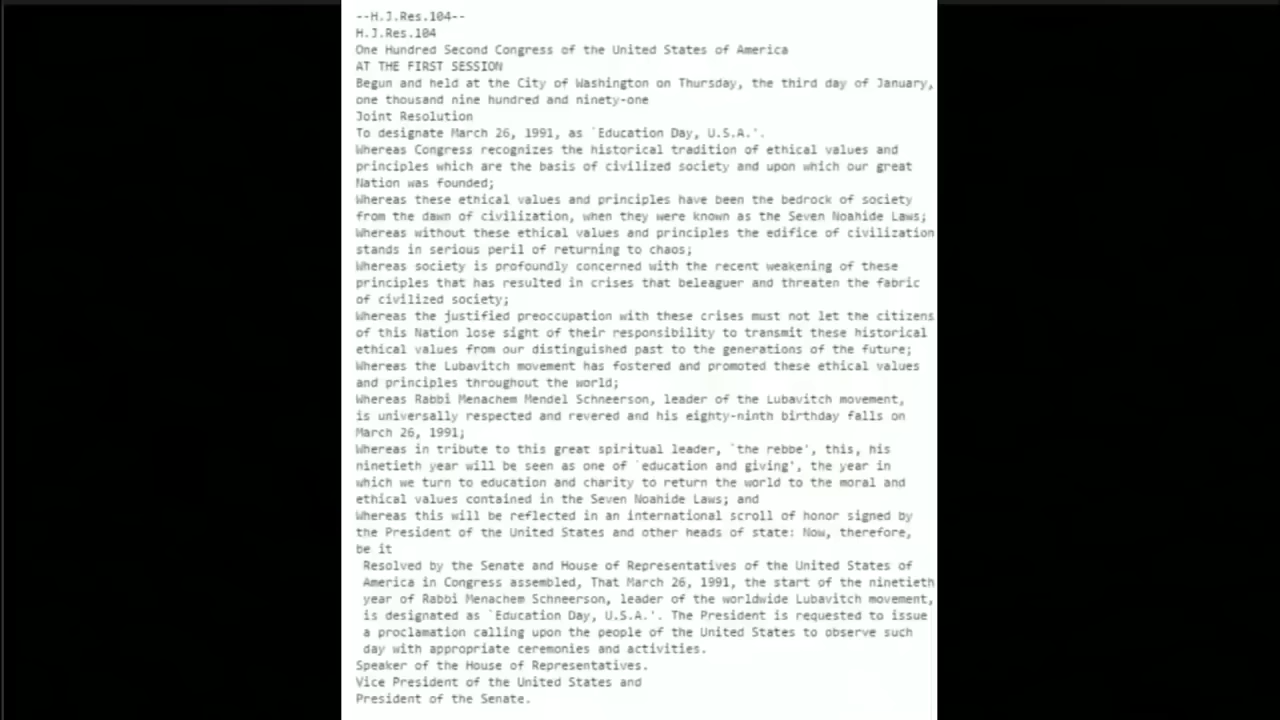 --H.J.Res.104--
H.J.Res.104
One Hundred Second Congress of the United States of America
AT THE FIRST SESSION
Begun and held at the City of Washington on Thursday, the third day of January,
one thousand nine hundred and ninety-one
Joint Resolution
To designate March 26, 1991, as `Education Day, U.S.A.'.
Whereas Congress recognizes the historical tradition of ethical values and
principles which are the basis of civilized society and upon which our great
Nation was founded;
Whereas these ethical values and principles have been the bedrock of society
from the dawn of civilization, when they were known as the Seven Noahide Laws;
Whereas without these ethical values and principles the edifice of civilization
stands in serious peril of returning to chaos;
Whereas society is profoundly concerned with the recent weakening of these
principles that has resulted in crises that beleaguer and threaten the fabric
of civilized society;
Whereas the justified preoccupation with these crises must not let the citizens
of this Nation lose sight of their responsibility to transmit these historical
ethical values from our distinguished past to the generations of the future;
Whereas the Lubavitch movement has fostered and promoted these ethical values
and principles throughout the world;
Whereas Rabbi Menachem Mendel Schneerson, leader of the Lubavitch movement,
is universally respected and revered and his eighty-ninth birthday falls on
March 26, 1991;
Whereas in tribute to this great spiritual leader, `the rebbe', this, his
ninetieth year will be seen as one of `education and giving', the year in
which we turn to education and charity to return the world to the moral and
ethical values contained in the Seven Noahide Laws; and
Whereas this will be reflected in an international scroll of honor signed by
the President of the United States and other heads of state: Now, therefore,
be it
Resolved by the Senate and House of Representatives of the United States of
America in Congress assembled, That March 26, 1991, the start of the ninetieth
year of Rabbi Menachem Schneerson, leader of the worldwide Lubavitch movement,
is designated as `Education Day, U.S.A.'. The President is requested to issue
a proclamation calling upon the people of the United States to observe such
day with appropriate ceremonies and activities.
Speaker of the House of Representatives.
Vice President of the United States and
President of the Senate.